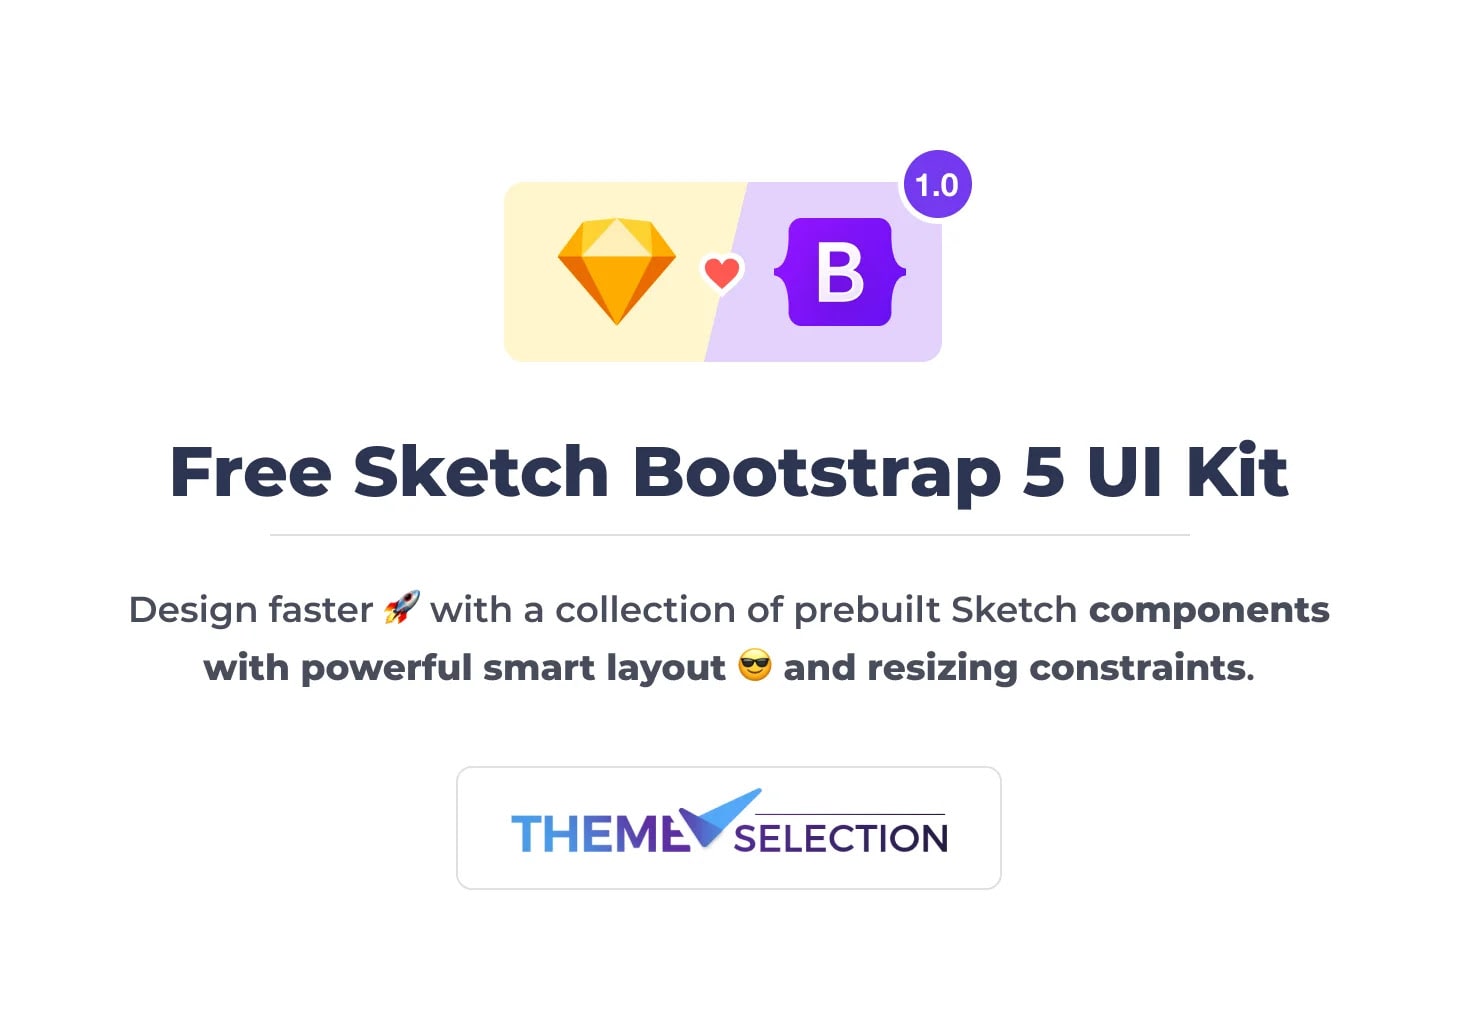 1.0
B
Free Sketch Bootstrap 5 UI Kit
Design faster 🚀 with a collection of prebuilt Sketch components
with powerful smart layout 😎 and resizing constraints.
THEME SELECTION